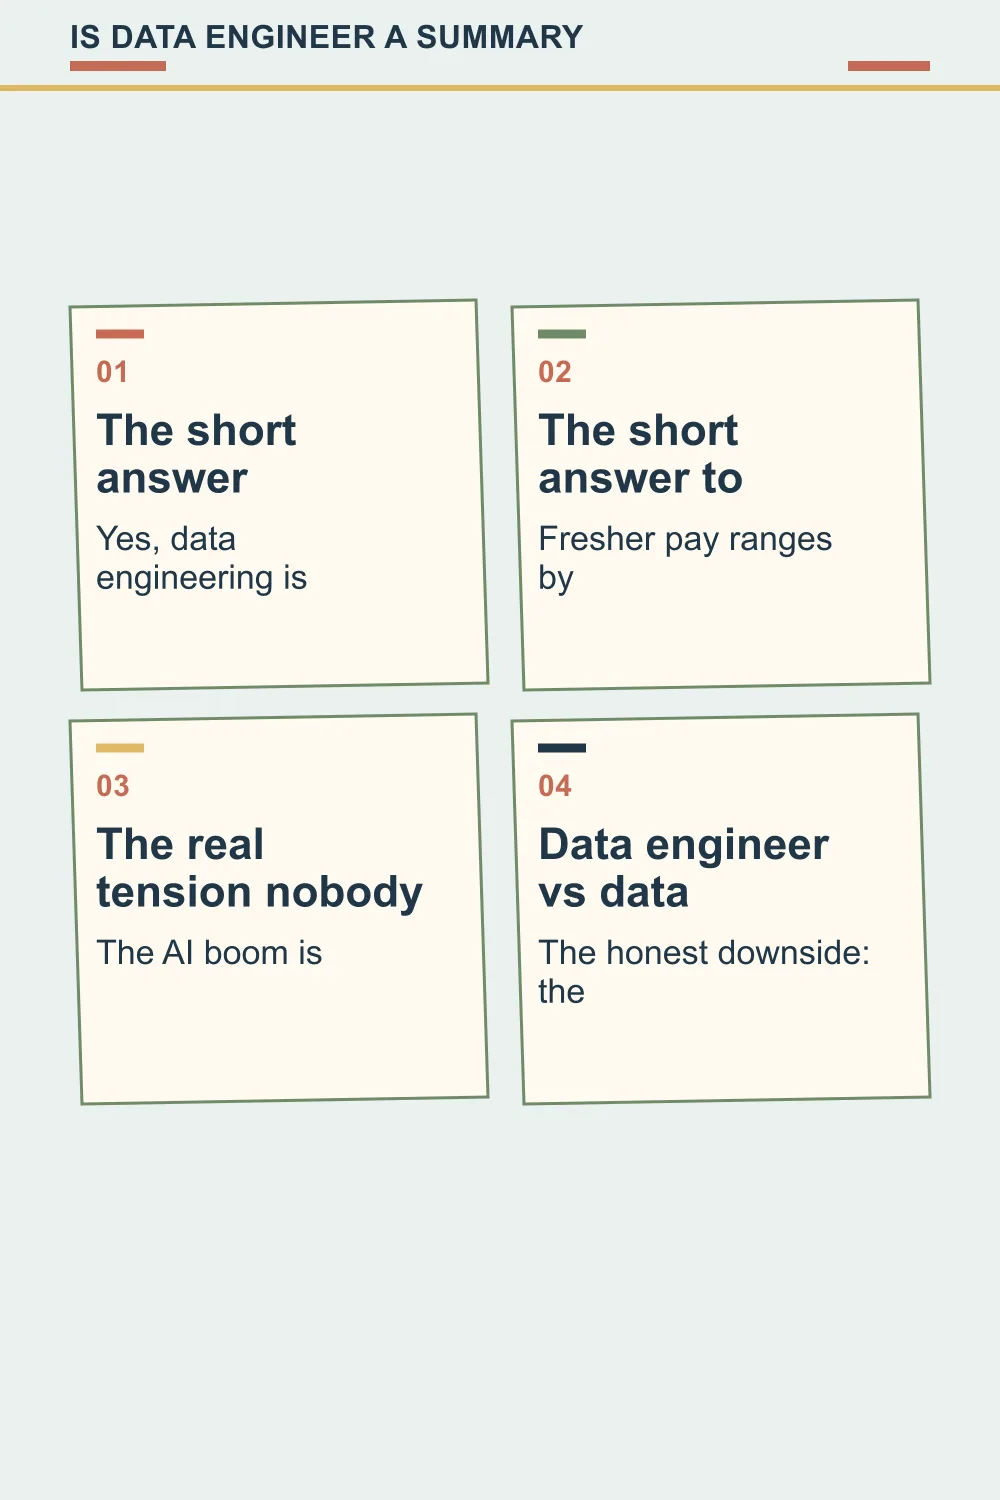 IS DATA ENGINEER A SUMMARY
01
The short
answer
Yes, data
engineering is
02
The short
answer to
Fresher pay ranges
by
03
The real
tension nobody
The AI boom is
04
Data engineer
vs data
The honest downside:
the